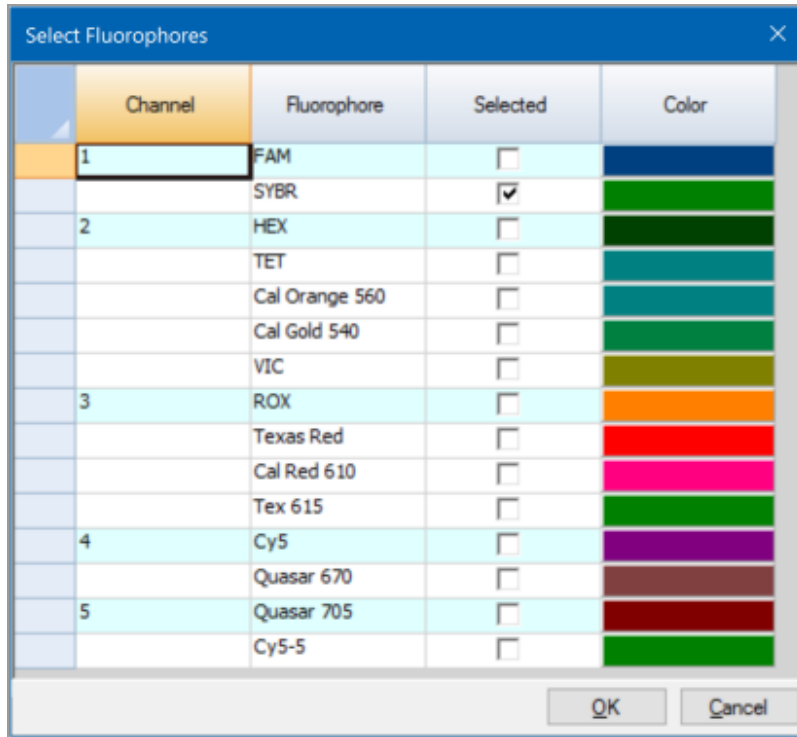 Select Fluorophores
Channel Fluorophore Selected Color
1 FAM
SYBR
2 HEX
TET
Cal Orange 560
Cal Gold 540
VIC
3 ROX
Texas Red
Cal Red 610
Tex 615
4 Cy5
Quasar 670
5 Quasar 705
Cy5-5
OK Cancel